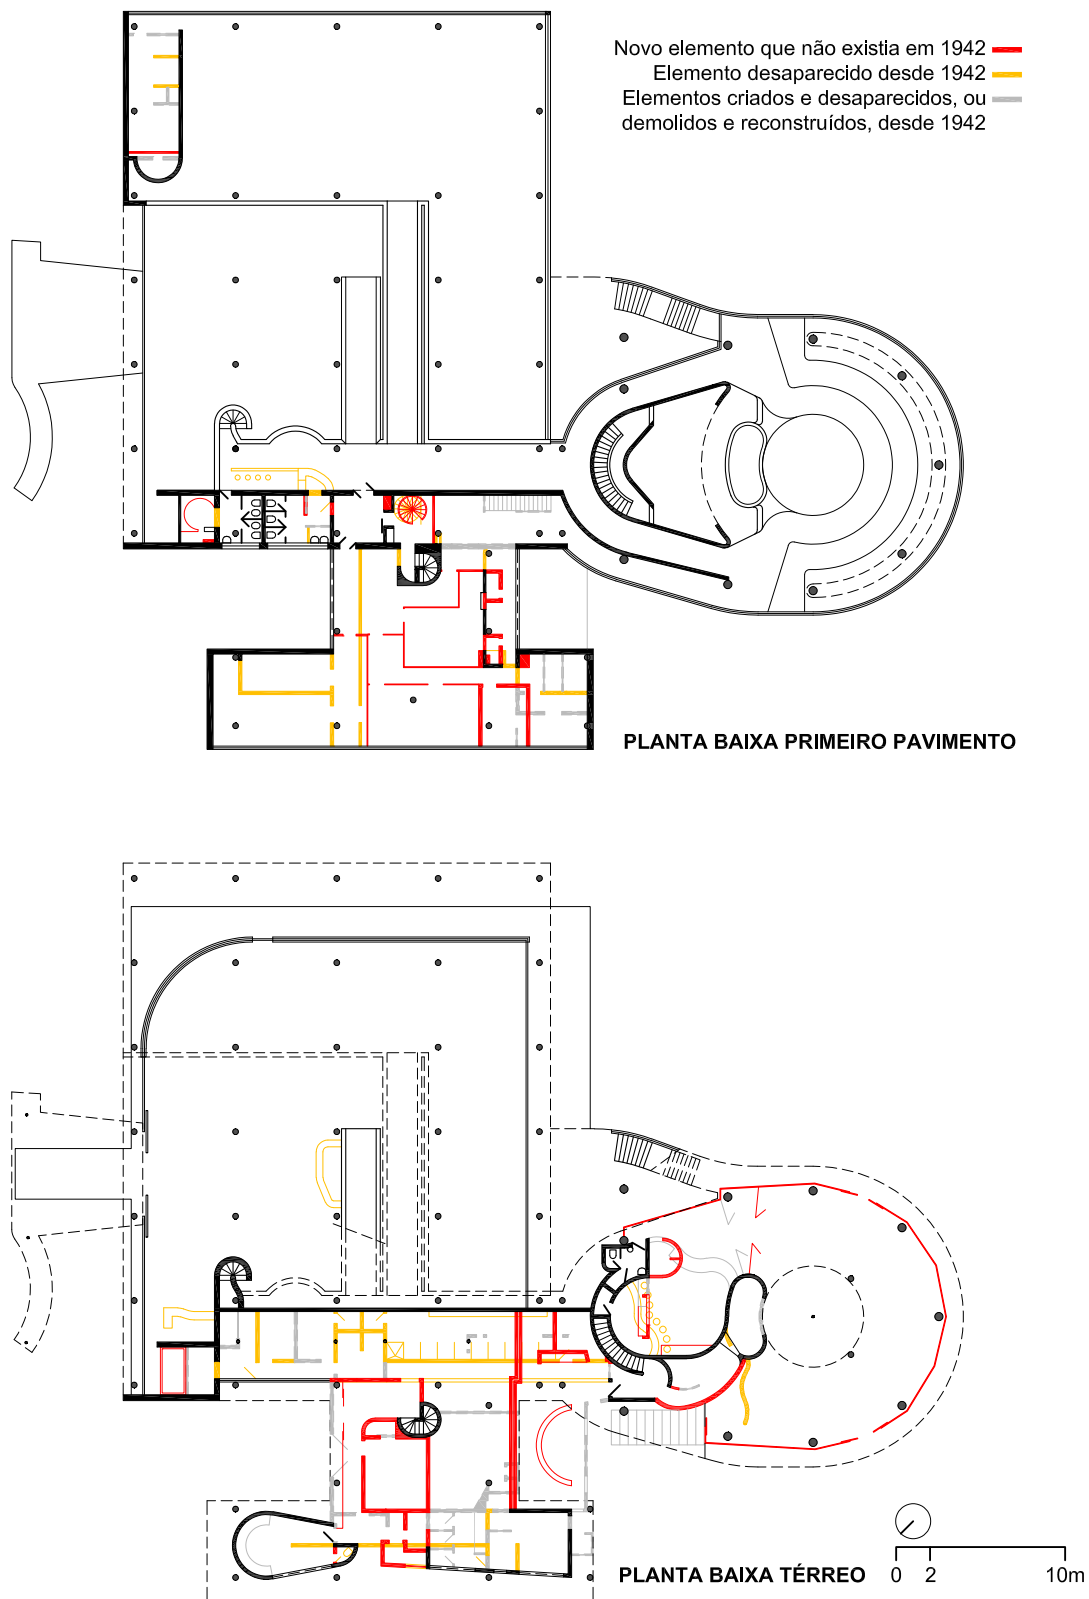 Novo elemento que não existia em 1942
Elemento desaparecido desde 1942
Elementos criados e desaparecidos, ou
demolidos e reconstruídos, desde 1942
PLANTA BAIXA PRIMEIRO PAVIMENTO
PLANTA BAIXA TÉRREO
0 2 10m